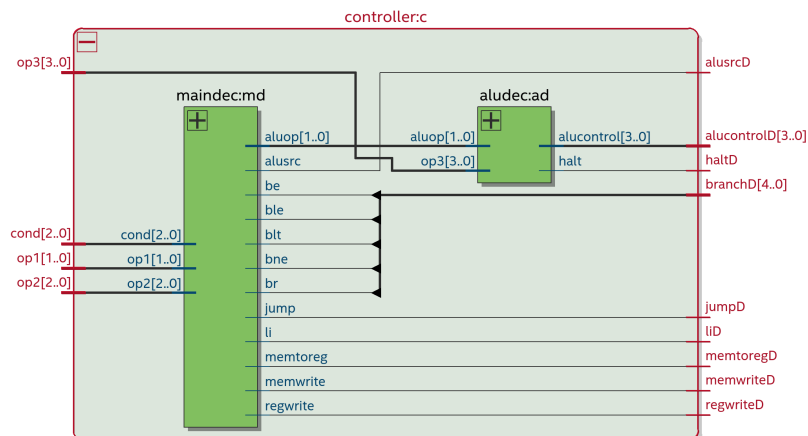 controller:c
op3[3..0]
alusrcD
maindec:md
aludec:ad
aluop[1..0]
aluop[1..0]
alucontrol[3..0]
alucontrolD[3..0]
alusrc
op3[3..0]
halt
haltD
be
branchD[4..0]
ble
cond[2..0]
cond[2..0]
blt
op1[1..0]
op1[1..0]
bne
op2[2..0]
op2[2..0]
br
jump
jumpD
li
liD
memtoreg
memtoregD
memwrite
memwriteD
regwrite
regwriteD